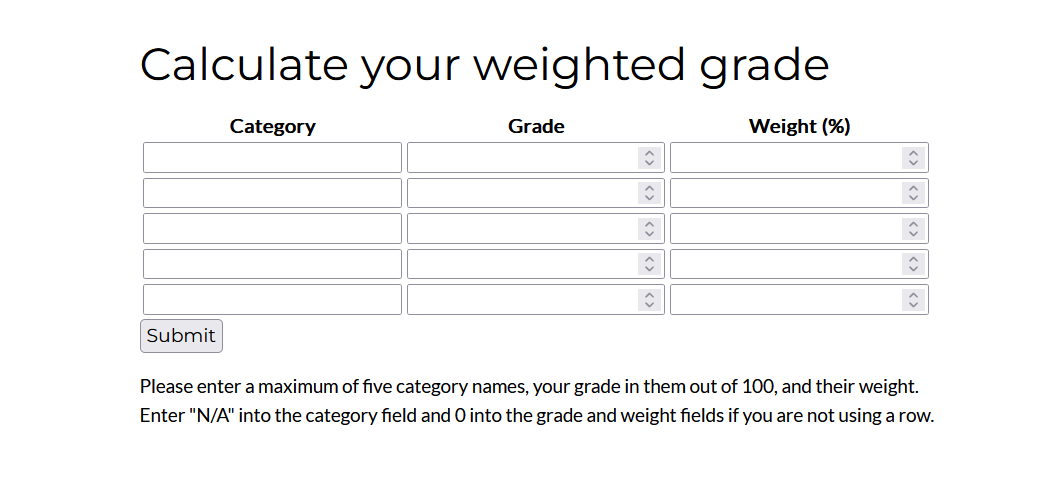 Calculate your weighted grade
Category Grade Weight (%)
Submit
Please enter a maximum of five category names, your grade in them out of 100, and their weight.
Enter "N/A" into the category field and 0 into the grade and weight fields if you are not using a row.